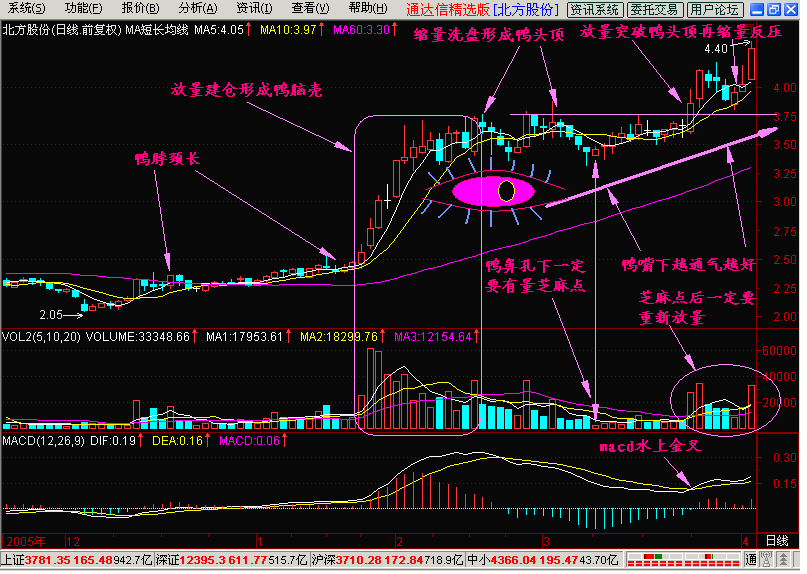 系统(S) 功能(F) 报价(B) 分析(A) 资讯(I) 查看(V) 帮助(H) 通达信精选版 [北方股份] 资讯系统 委托交易 用户论坛
北方股份(日线.前复权) MA短长均线 MA5:4.05↑ MA10:3.97↑ MA60:3.30↑
缩量洗盘形成鸭头顶
放量突破鸭头顶再缩量反压
4.40
4.00
放量建仓形成鸭脑壳
3.75
3.50
鸭脖颈长
3.25
3.00
2.75
2.50
鸭鼻孔下一定
要有量芝麻点
鸭嘴下越通气越好
2.25
芝麻点后一定要
重新放量
2.05
2.00
VOL2(5,10,20) VOLUME:33348.66↑ MA1:17953.61↑ MA2:18299.76↑ MA3:12154.64↑
60000
40000
20000
MACD(12,26,9) DIF:0.19↑ DEA:0.16↑ MACD:0.06↑
macd水上金叉
0.30
0.15
2005年 12 1 2 3 4 日线
上证3781.35 165.48 942.7亿 深证12395.3 611.77 515.7亿 沪深3710.28 172.84 718.9亿 中小4366.04 195.47 43.70亿 通